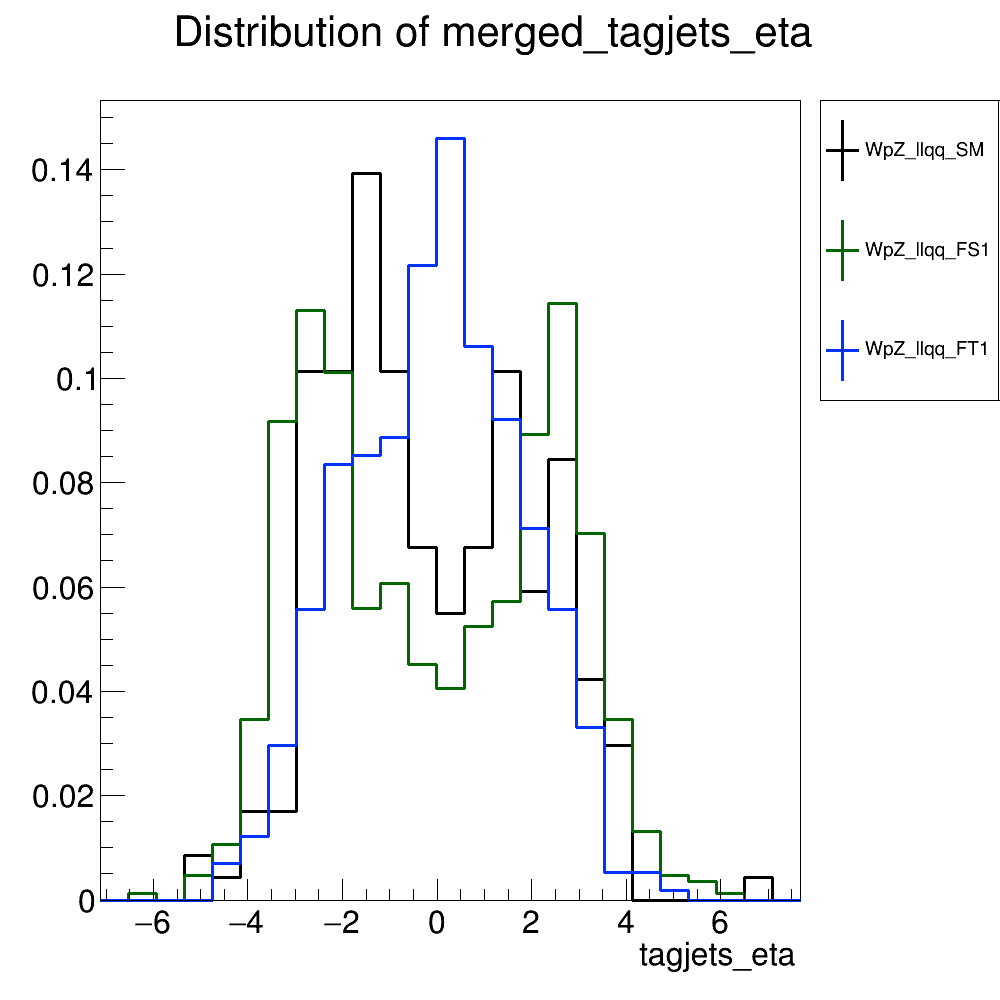 Distribution of merged_tagjets_eta
WpZ_llqq_SM
WpZ_llqq_FS1
WpZ_llqq_FT1
0.14
0.12
0.1
0.08
0.06
0.04
0.02
0
−6 −4 −2 0 2 4 6
tagjets_eta